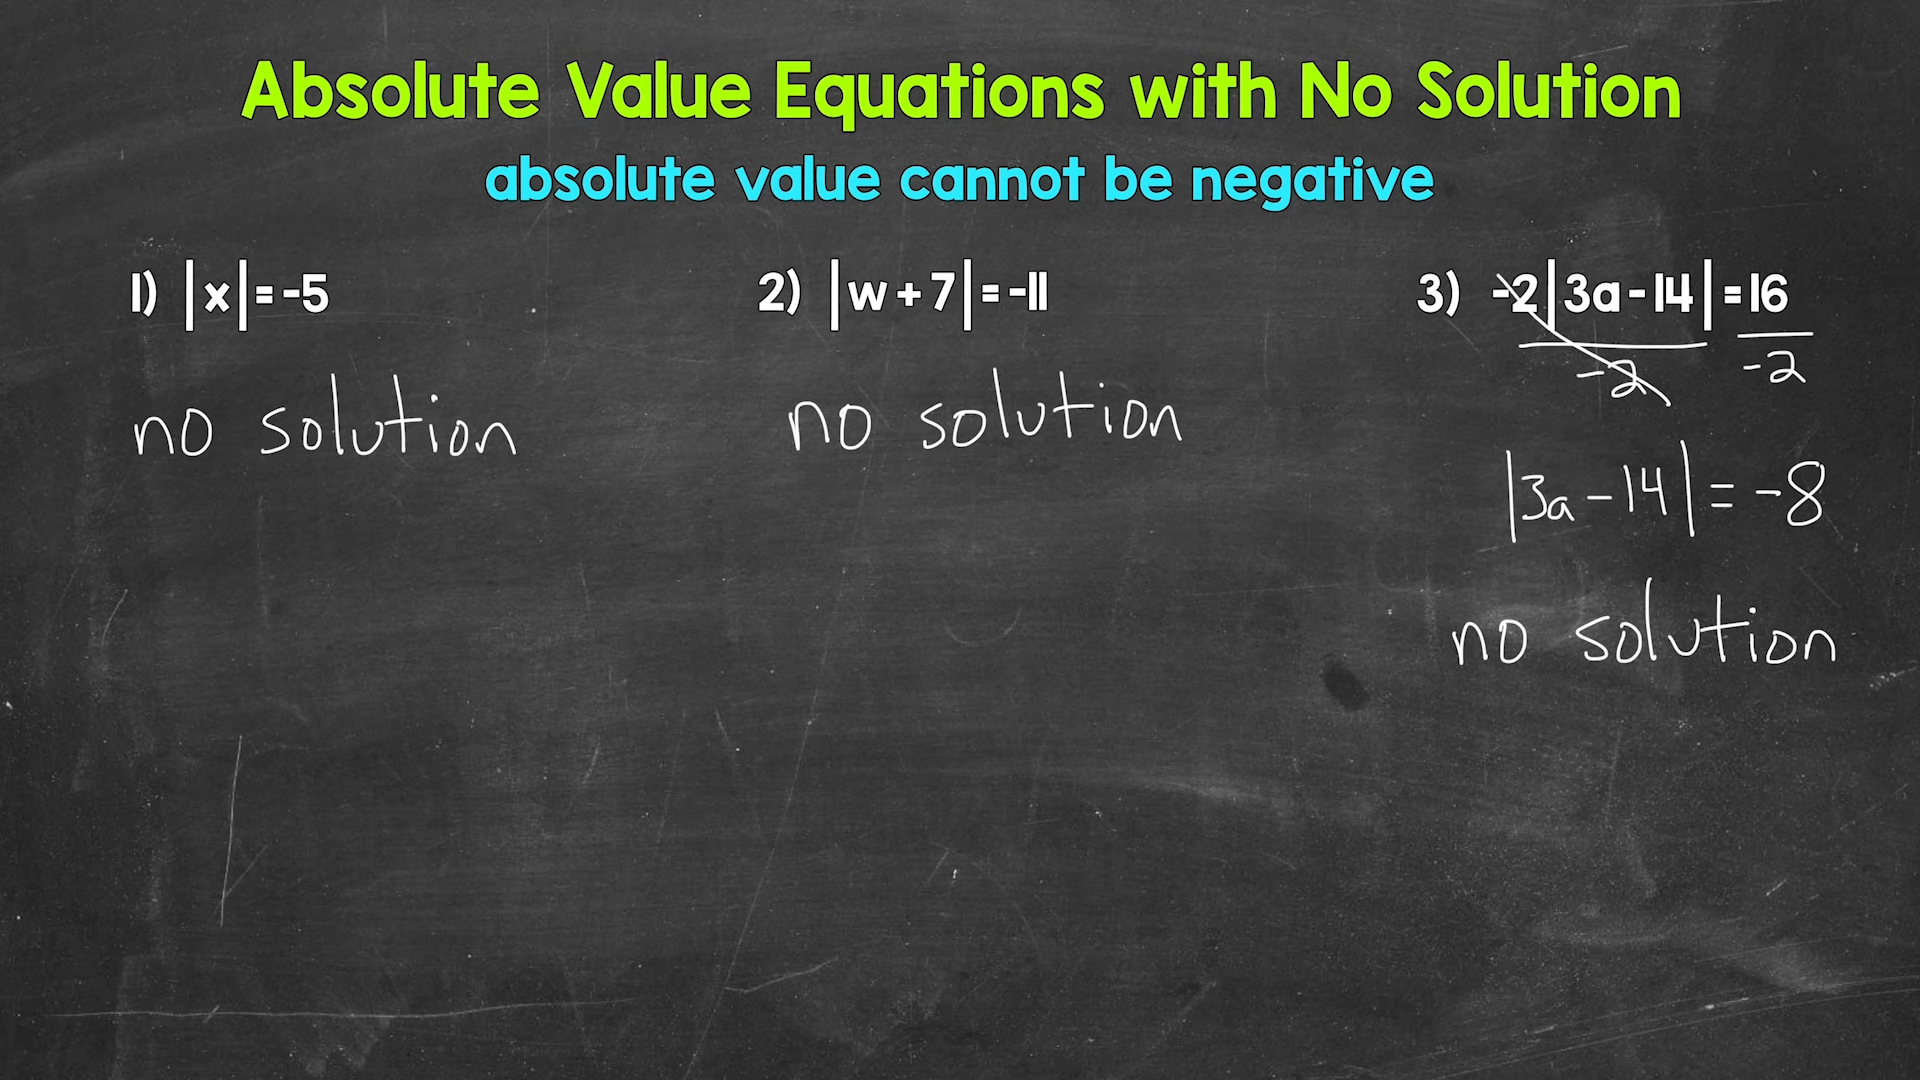 Absolute Value Equations with No Solution
absolute value cannot be negative
1) |x|=-5
no solution
2) |w+7|=-11
no solution
3) -2|3a-14|=16
-2 -2
|3a-14|=-8
no solution